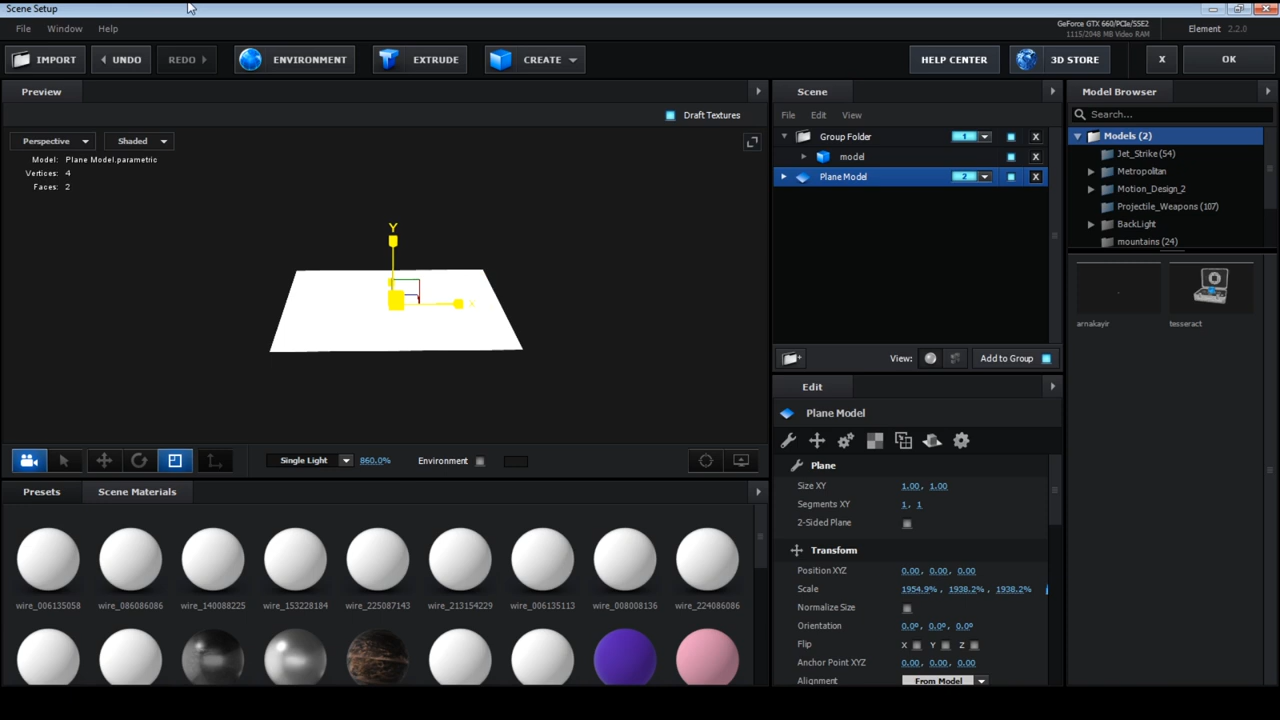 Scene Setup
File Window Help
GeForce GTX 660/PCIe/SSE2
1115/2048 MB Video RAM
Element 2.2.0
IMPORT UNDO REDO ENVIRONMENT EXTRUDE CREATE HELP CENTER 3D STORE X OK
Preview
Draft Textures
Perspective Shaded
Model: Plane Model.parametric
Vertices: 4
Faces: 2
Y
X
Single Light 860.0% Environment
Presets Scene Materials
wire_006135058 wire_086086086 wire_140088225 wire_153228184 wire_225087143 wire_213154229 wire_006135113 wire_008008136 wire_224086086
Scene
File Edit View
Group Folder 1 X
model X
Plane Model 2 X
View: Add to Group
Edit
Plane Model
Plane
Size XY 1.00, 1.00
Segments XY 1, 1
2-Sided Plane
Transform
Position XYZ 0.00, 0.00, 0.00
Scale 1954.9%, 1938.2%, 1938.2%
Normalize Size
Orientation 0.0º, 0.0º, 0.0º
Flip X Y Z
Anchor Point XYZ 0.00, 0.00, 0.00
Alignment From Model
Model Browser
Search...
Models (2)
Jet_Strike (54)
Metropolitan
Motion_Design_2
Projectile_Weapons (107)
BackLight
mountains (24)
arnakayir tesseract